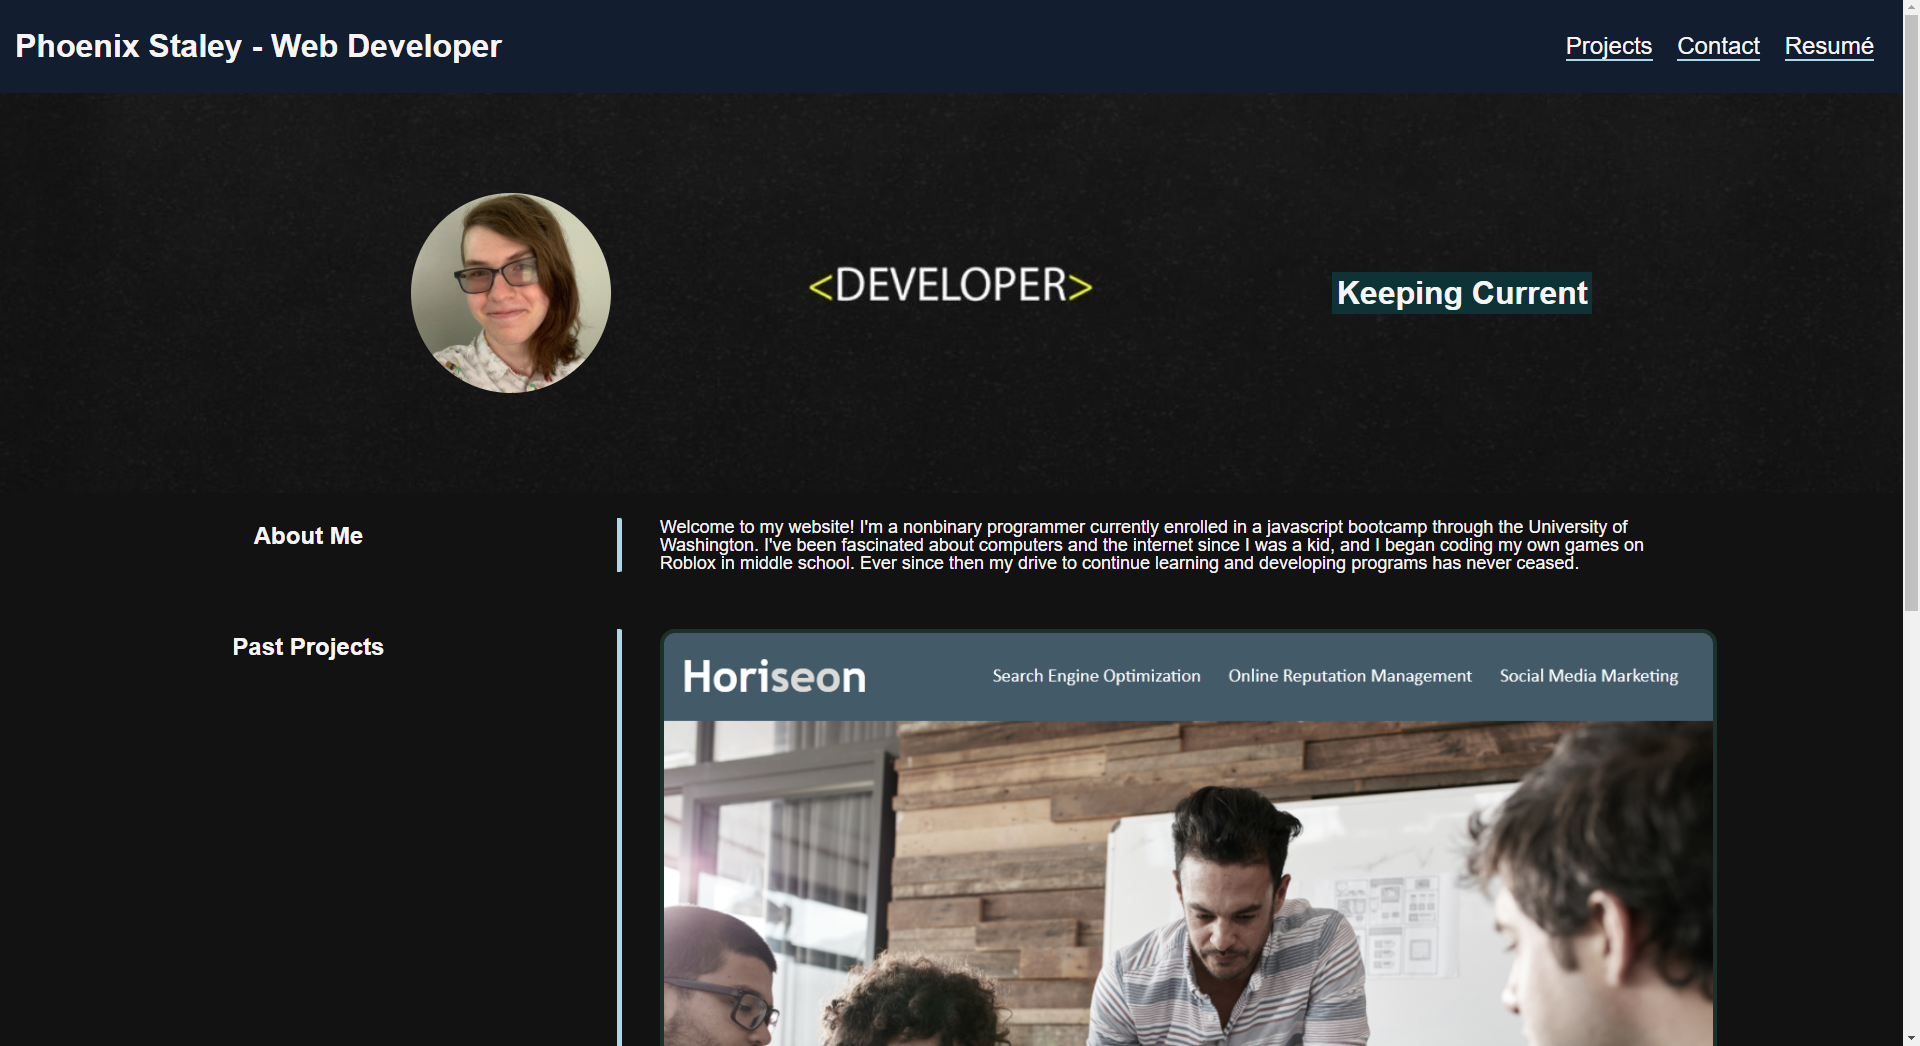 Phoenix Staley - Web Developer
Projects Contact Resumé
<DEVELOPER>
Keeping Current
About Me
Welcome to my website! I'm a nonbinary programmer currently enrolled in a javascript bootcamp through the University of
Washington. I've been fascinated about computers and the internet since I was a kid, and I began coding my own games on
Roblox in middle school. Ever since then my drive to continue learning and developing programs has never ceased.
Past Projects
Horiseon
Search Engine Optimization Online Reputation Management Social Media Marketing